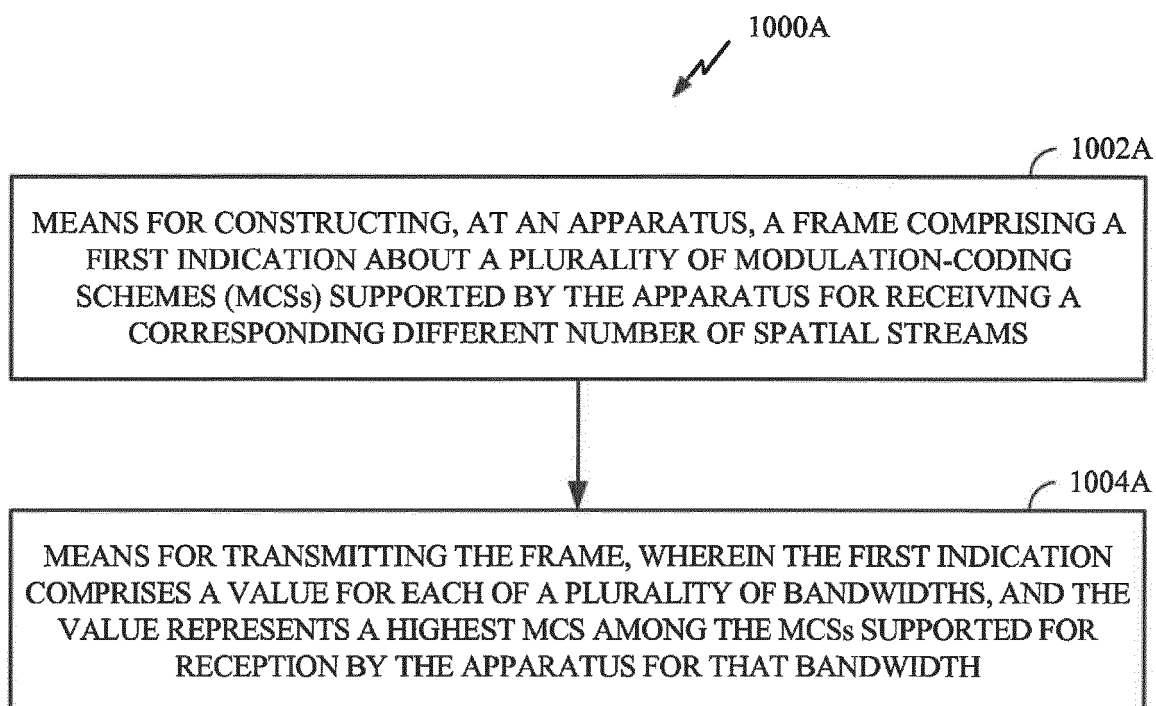 1000A
1002A
MEANS FOR CONSTRUCTING, AT AN APPARATUS, A FRAME COMPRISING A
FIRST INDICATION ABOUT A PLURALITY OF MODULATION-CODING
SCHEMES (MCSs) SUPPORTED BY THE APPARATUS FOR RECEIVING A
CORRESPONDING DIFFERENT NUMBER OF SPATIAL STREAMS
1004A
MEANS FOR TRANSMITTING THE FRAME, WHEREIN THE FIRST INDICATION
COMPRISES A VALUE FOR EACH OF A PLURALITY OF BANDWIDTHS, AND THE
VALUE REPRESENTS A HIGHEST MCS AMONG THE MCSs SUPPORTED FOR
RECEPTION BY THE APPARATUS FOR THAT BANDWIDTH